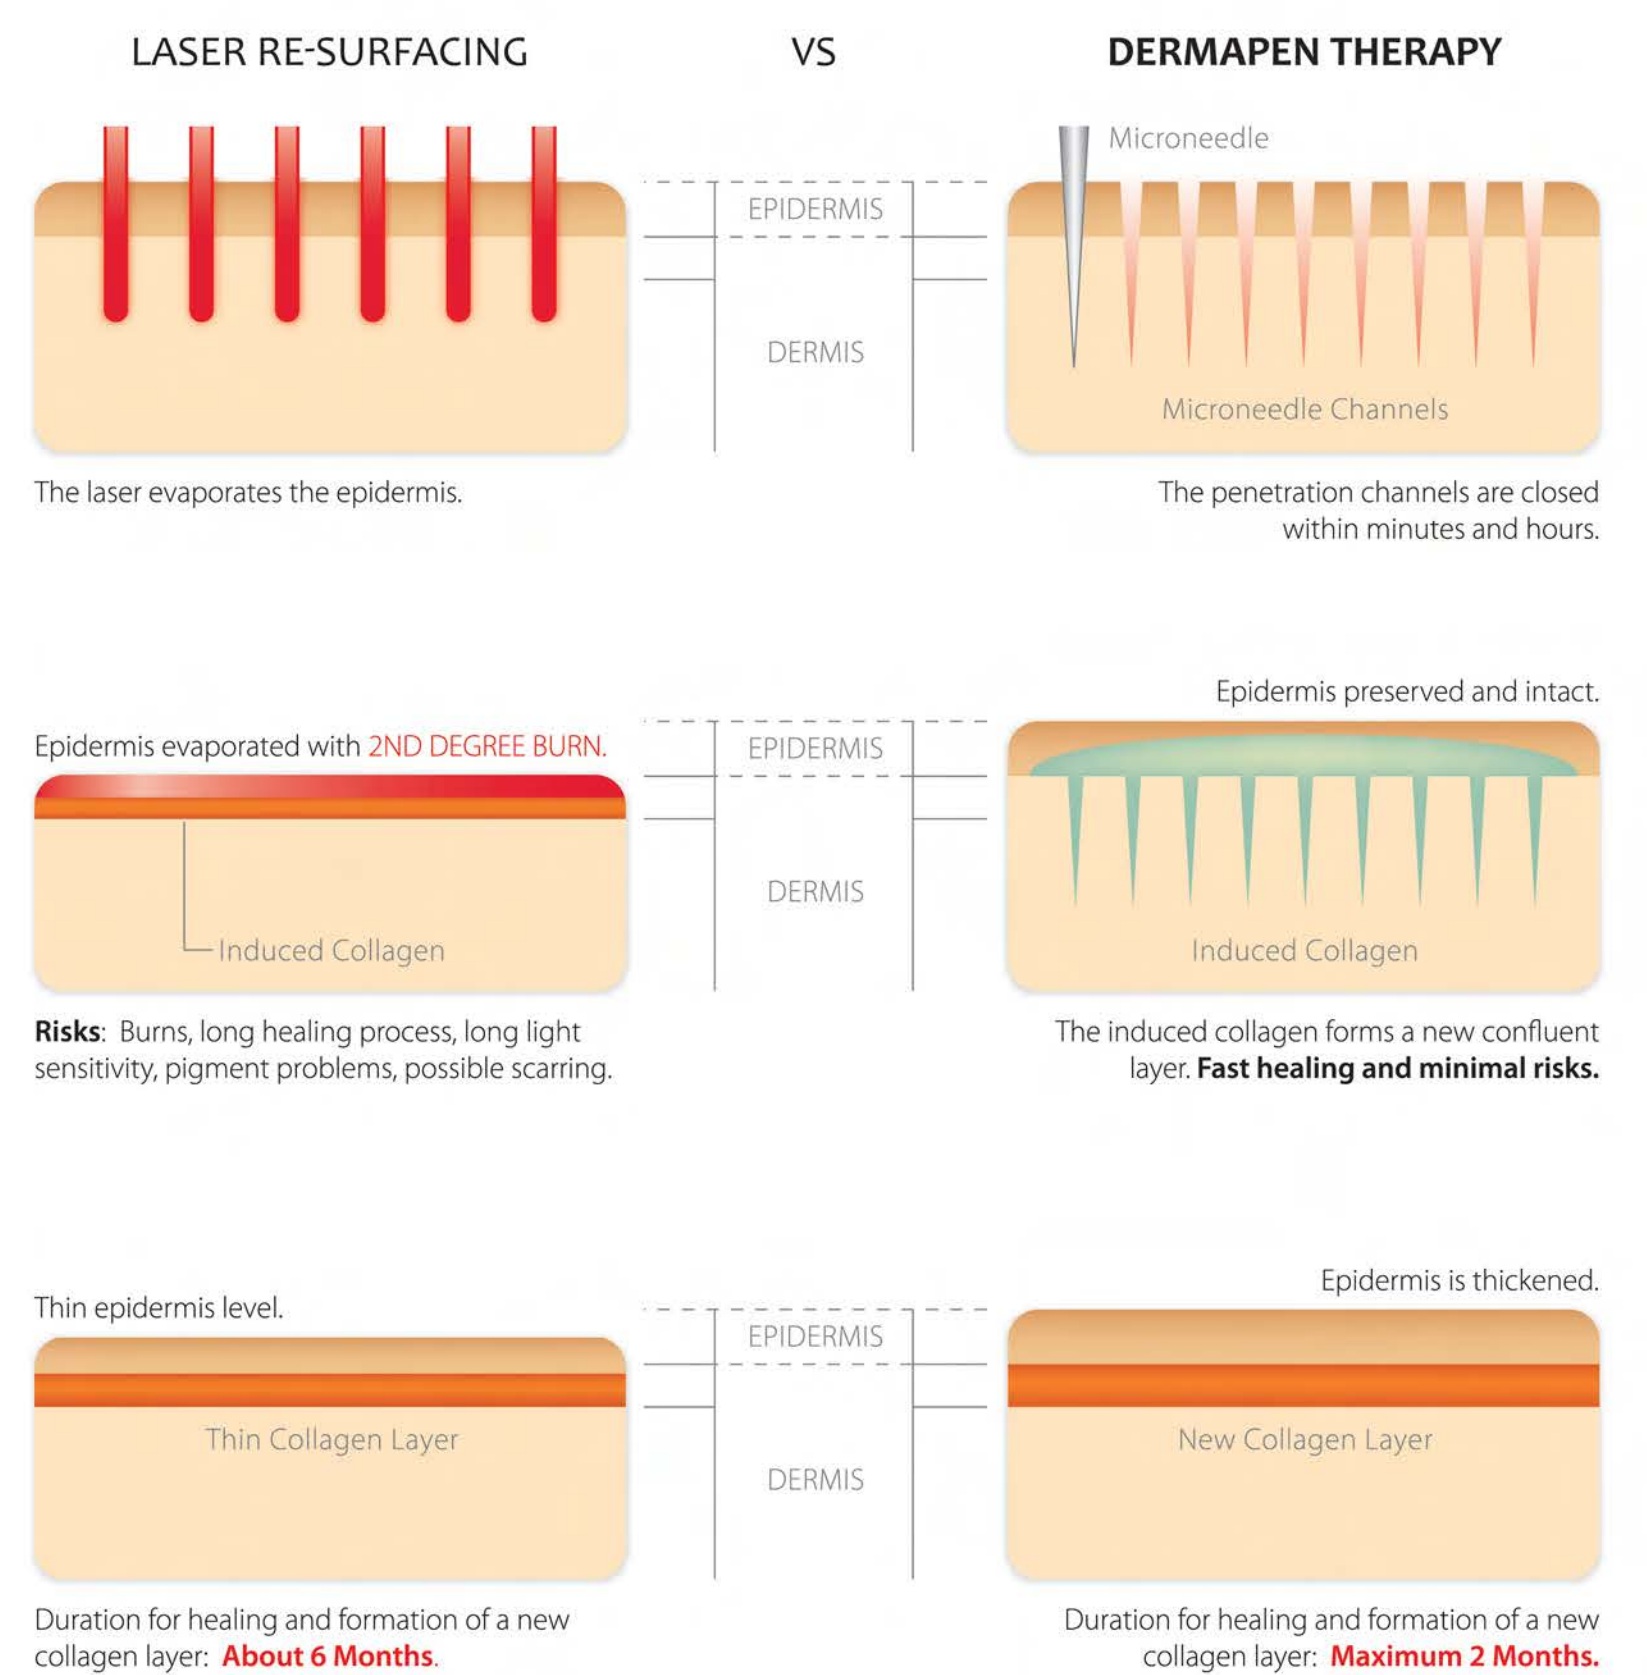 LASER RE-SURFACING
VS
DERMAPEN THERAPY
Microneedle
EPIDERMIS
DERMIS
Microneedle Channels
The laser evaporates the epidermis.
The penetration channels are closed
within minutes and hours.
Epidermis preserved and intact.
Epidermis evaporated with 2ND DEGREE BURN.
EPIDERMIS
DERMIS
Induced Collagen
Induced Collagen
Risks: Burns, long healing process, long light
sensitivity, pigment problems, possible scarring.
The induced collagen forms a new confluent
layer. Fast healing and minimal risks.
Epidermis is thickened.
Thin epidermis level.
EPIDERMIS
Thin Collagen Layer
New Collagen Layer
DERMIS
Duration for healing and formation of a new
collagen layer: About 6 Months.
Duration for healing and formation of a new
collagen layer: Maximum 2 Months.